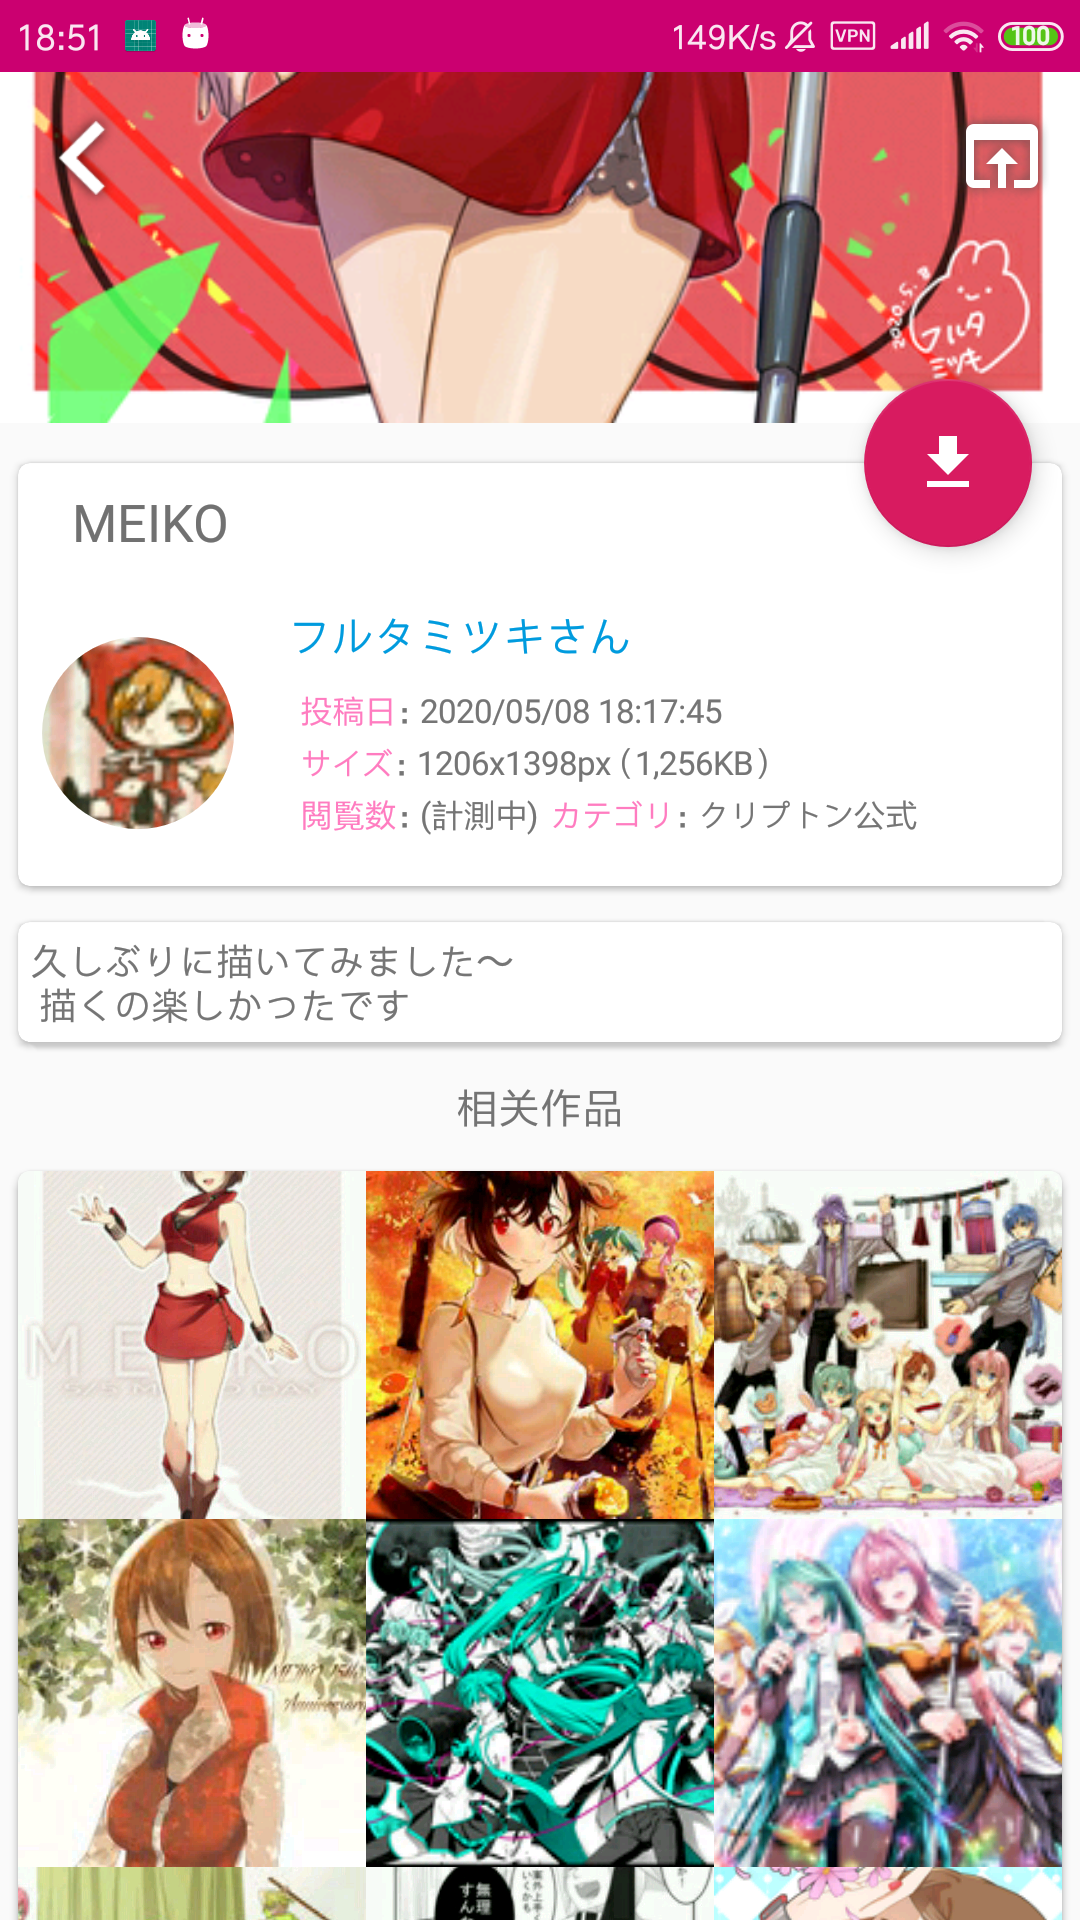 18:51
149K/s VPN 100
2020.5.8
フルタ
ミツキ
MEIKO
フルタミツキさん
投稿日: 2020/05/08 18:17:45
サイズ: 1206x1398px (1,256KB)
閲覧数: (計測中) カテゴリ: クリプトン公式
久しぶりに描いてみました〜
描くの楽しかったです
相关作品
MEIKO
MEIKO 15th
Anniversary
無理